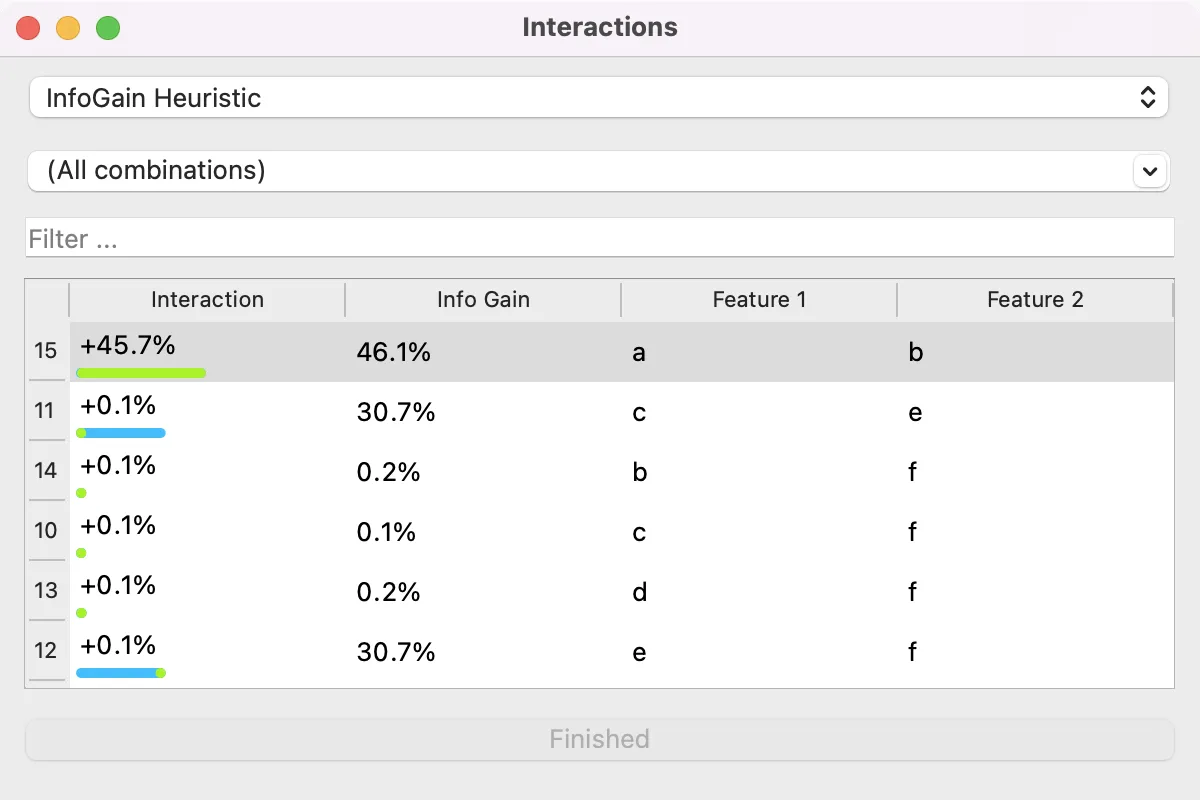 Interactions
InfoGain Heuristic
(All combinations)
Filter ...
Interaction Info Gain Feature 1 Feature 2
15 +45.7% 46.1% a b
11 +0.1% 30.7% c e
14 +0.1% 0.2% b f
10 +0.1% 0.1% c f
13 +0.1% 0.2% d f
12 +0.1% 30.7% e f
Finished